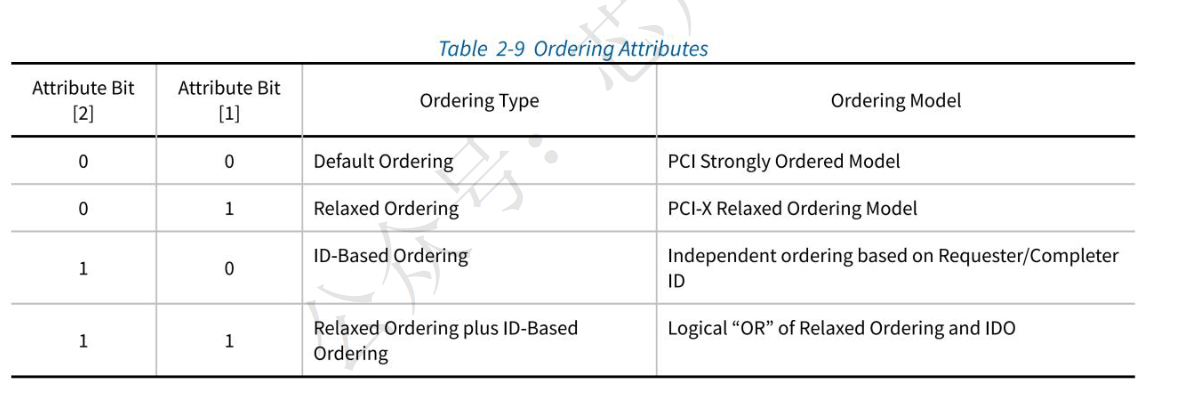 Table 2-9 Ordering Attributes
Attribute Bit
[2]
Attribute Bit
[1]
Ordering Type
Ordering Model
0
0
Default Ordering
PCI Strongly Ordered Model
0
1
Relaxed Ordering
PCI-X Relaxed Ordering Model
1
0
ID-Based Ordering
Independent ordering based on Requester/Completer
ID
1
1
Relaxed Ordering plus ID-Based
Ordering
Logical “OR” of Relaxed Ordering and IDO
公众号：芯